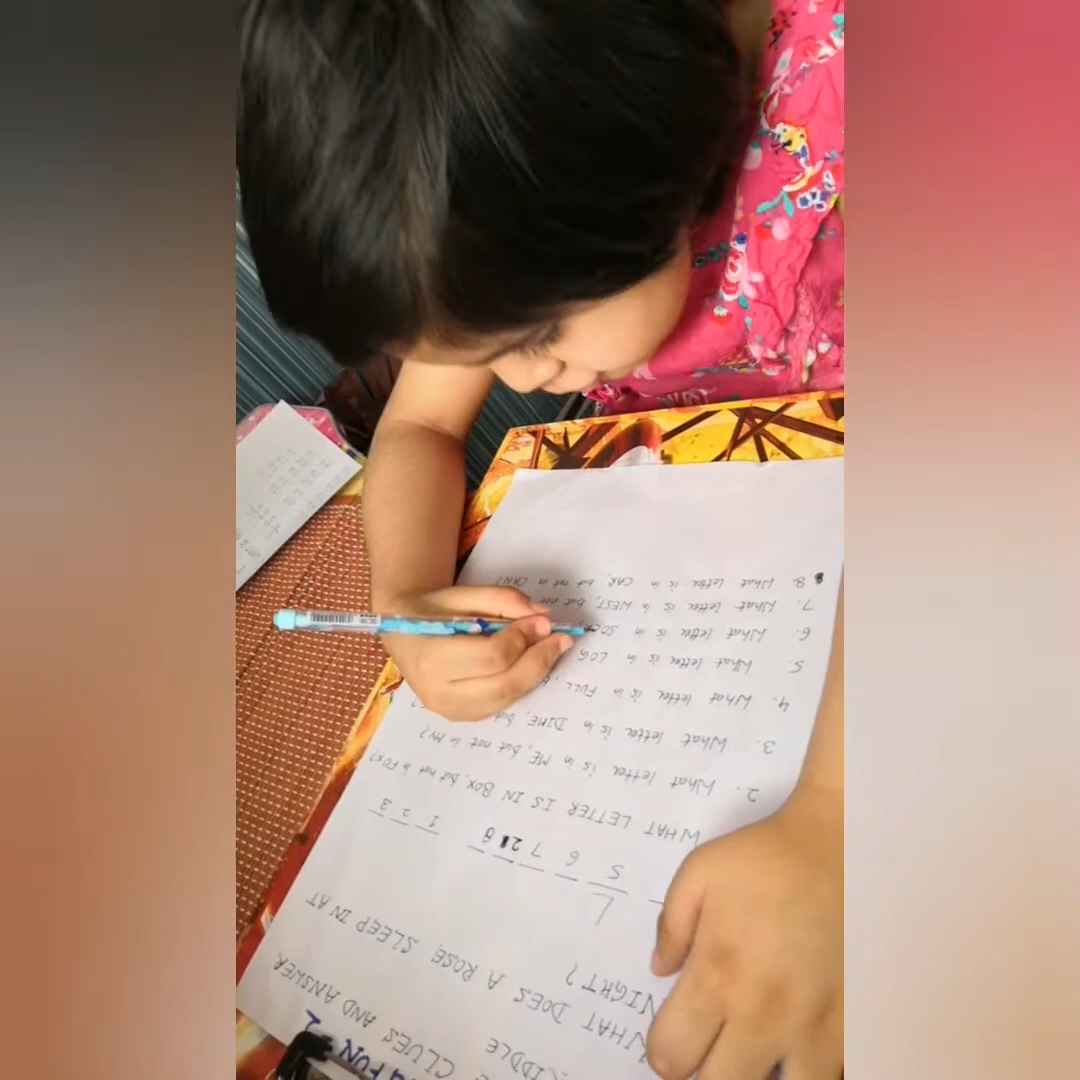 FUN
CLUES AND ANSWER
WHAT DOES A ROSE SLEEP IN AT
NIGHT?
L
5 6 7 2 8 1 2 3
WHAT LETTER IS IN BOX, but not in FOX?
2. What letter is in ME, but not in MY?
3. What letter is in DIME, but
4. What letter is in FULL,
5. What letter is in LOG
6. What letter is in SOCK,
7. What letter is in WEST, but not
8. What letter is in CAR, but not in CAN?